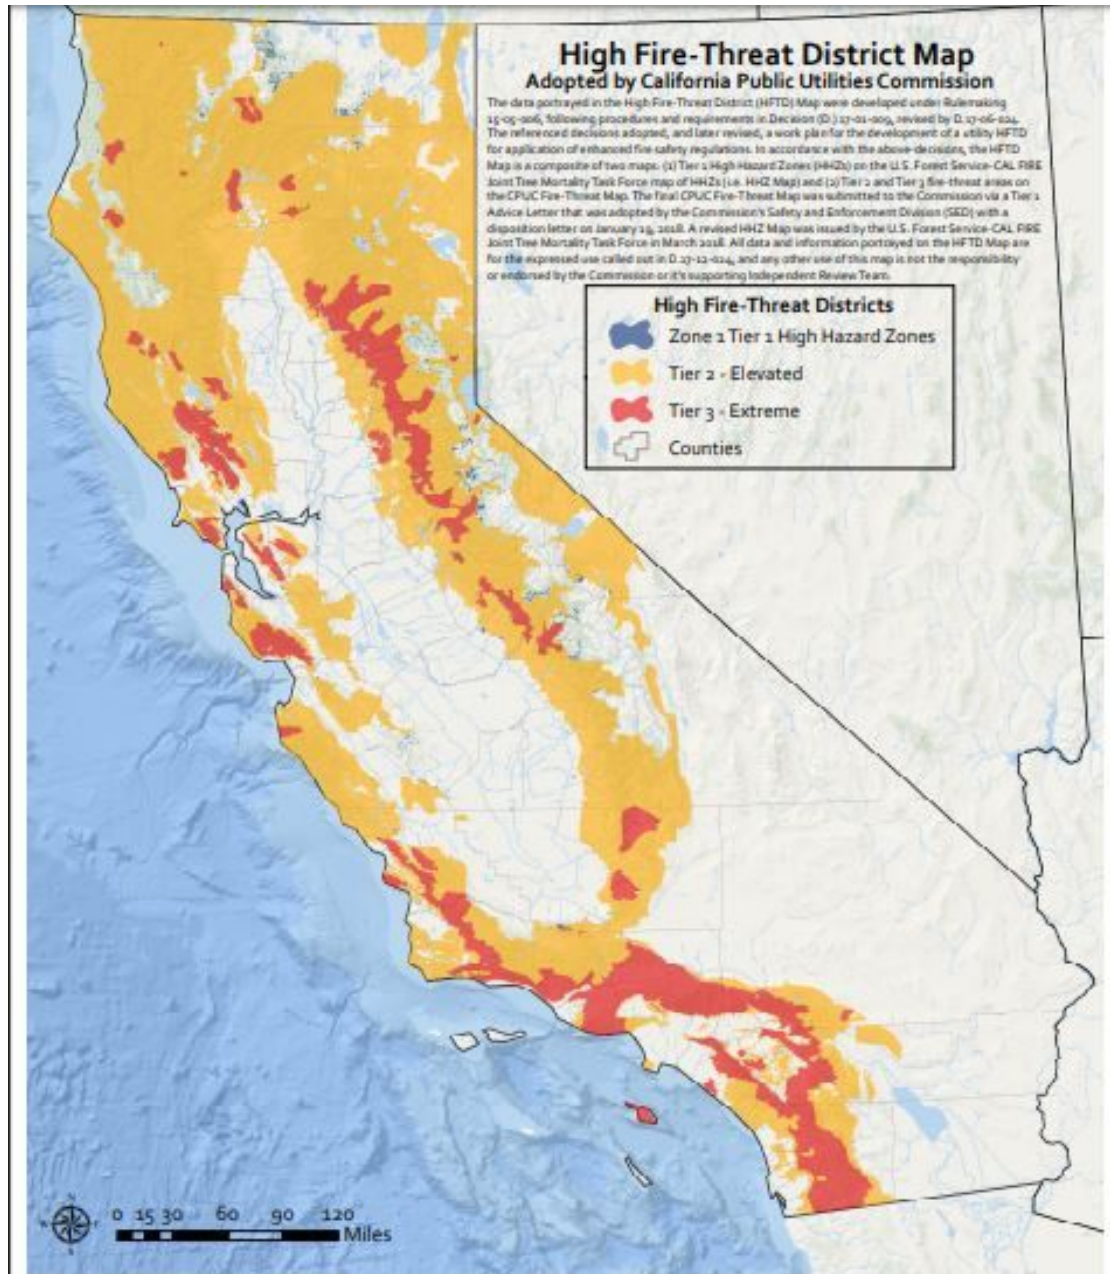 High Fire-Threat District Map
Adopted by California Public Utilities Commission
The data portrayed in the High Fire-Threat District (HFTD) Map were developed under Rulemaking
15-05-006, following procedures and requirements in Decision (D.) 17-01-009, revised by D.17-06-024.
The referenced decisions adopted, and later revised, a work plan for the development of a utility HFTD
for application of enhanced fire safety regulations. In accordance with the above-decisions, the HFTD
Map is a composite of two maps: (1) Tier 1 High Hazard Zones (HHZs) on the U.S. Forest Service-CAL FIRE
Joint Tree Mortality Task Force map of HHZs (i.e. HHZ Map) and (2) Tier 2 and Tier 3 fire-threat areas on
the CPUC Fire-Threat Map. The final CPUC Fire-Threat Map was submitted to the Commission via a Tier 1
Advice Letter that was adopted by the Commission's Safety and Enforcement Division (SED) with a
disposition letter on January 19, 2018. A revised HHZ Map was issued by the U.S. Forest Service-CAL FIRE
Joint Tree Mortality Task Force in March 2018. All data and information portrayed on the HFTD Map are
for the expressed use called out in D.17-12-024, and any other use of this map is not the responsibility
or endorsed by the Commission or it's supporting Independent Review Team.
High Fire-Threat Districts
Zone 1 Tier 1 High Hazard Zones
Tier 2 - Elevated
Tier 3 - Extreme
Counties
0 15 30 60 90 120
Miles